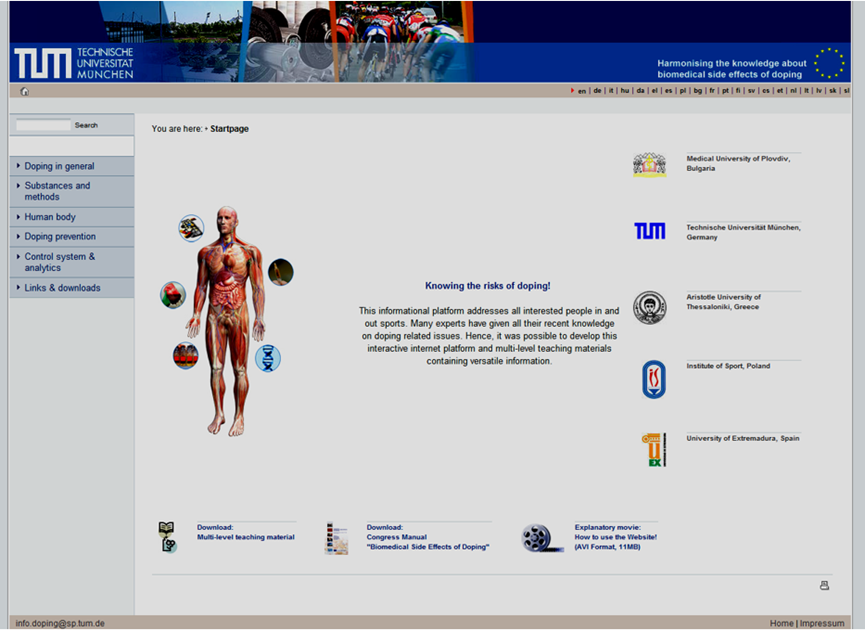 TUM TECHNISCHE
UNIVERSITÄT
MÜNCHEN
Harmonising the knowledge about
biomedical side effects of doping
en | de | it | hu | da | el | es | pl | bg | fr | pt | fi | sv | cs | et | nl | lt | lv | sk | sl
Search
You are here: Startpage
Doping in general
Substances and
methods
Human body
Doping prevention
Control system &
analytics
Links & downloads
Knowing the risks of doping!
This informational platform addresses all interested people in and
out sports. Many experts have given all their recent knowledge
on doping related issues. Hence, it was possible to develop this
interactive internet platform and multi-level teaching materials
containing versatile information.
Medical University of Plovdiv,
Bulgaria
TUM
Technische Universität München,
Germany
Aristotle University of
Thessaloniki, Greece
Institute of Sport, Poland
UEX
University of Extremadura, Spain
Download:
Multi-level teaching material
Download:
Congress Manual
"Biomedical Side Effects of Doping"
Explanatory movie:
How to use the Website!
(AVI Format, 11MB)
info.doping@sp.tum.de
Home | Impressum